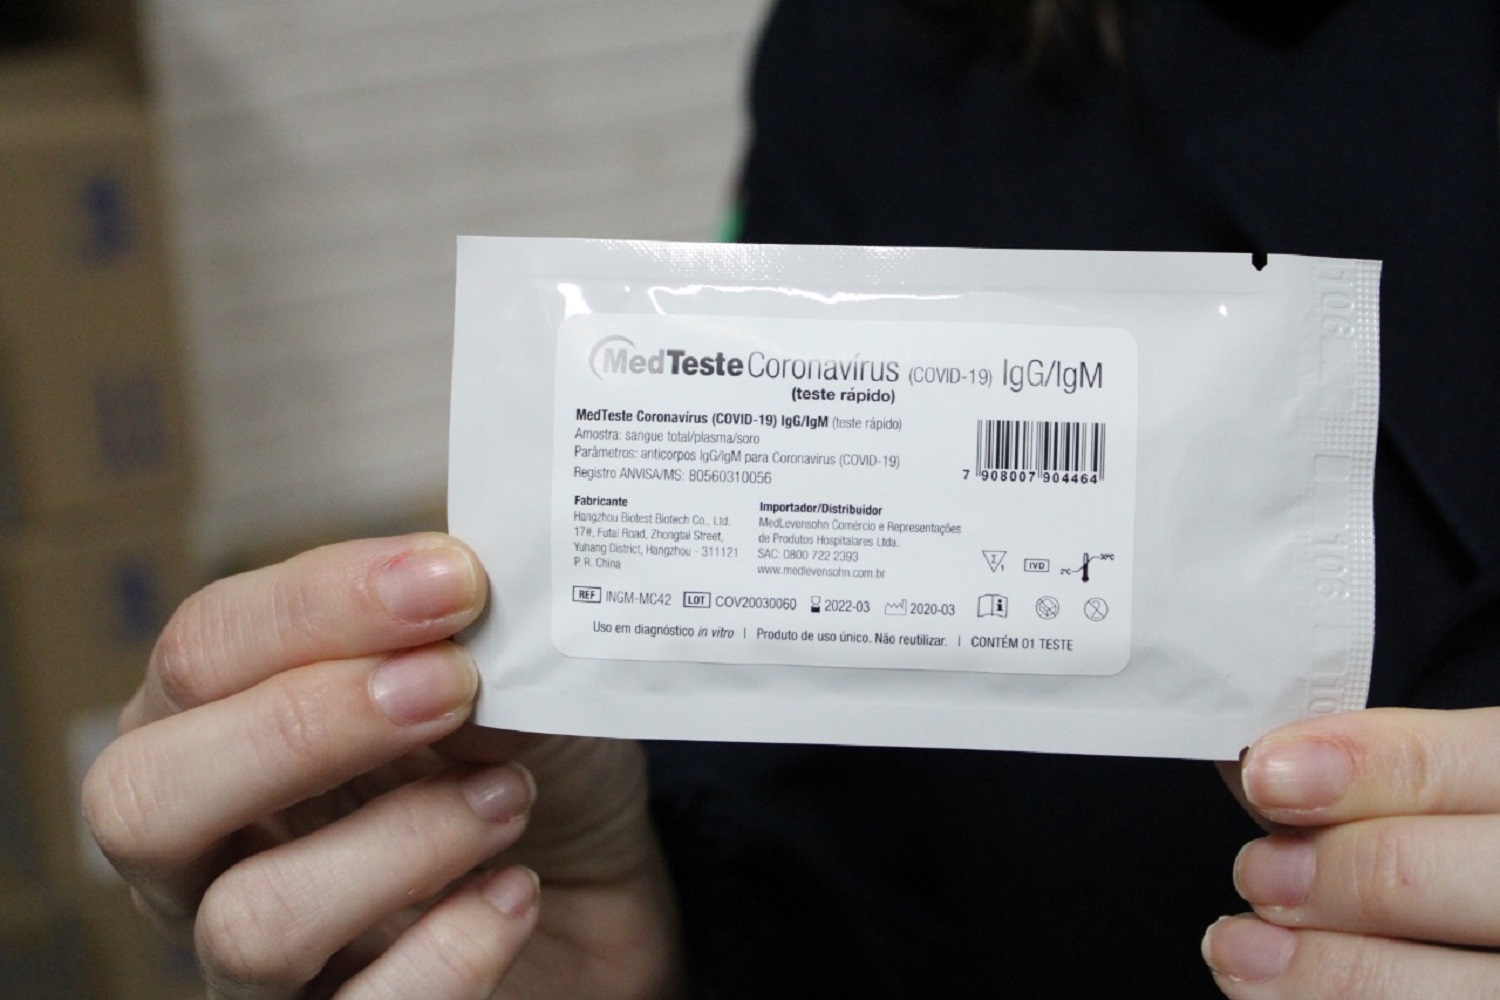 MedTeste Coronavírus (COVID-19) IgG/IgM
(teste rápido)
MedTeste Coronavírus (COVID-19) IgG/IgM (teste rápido)
Amostra: sangue total/plasma/soro
Parâmetros: anticorpos IgG/IgM para Coronavírus (COVID-19)
Registro ANVISA/MS: 80560310056
7 908007 904464
Fabricante
Hangzhou Biotest Biotech Co., Ltd.
17#, Futai Road, Zhongtai Street,
Yuhang District, Hangzhou - 311121
P. R. China
Importador/Distribuidor
MedLevensohn Comércio e Representações
de Produtos Hospitalares Ltda.
SAC: 0800 722 2393
www.medlevensohn.com.br
Σ 1 IVD 2°C 30°C
REF INGM-MC42 LOT COV20030060 2022-03 2020-03
Uso em diagnóstico in vitro | Produto de uso único. Não reutilizar. | CONTÉM 01 TESTE
106
106